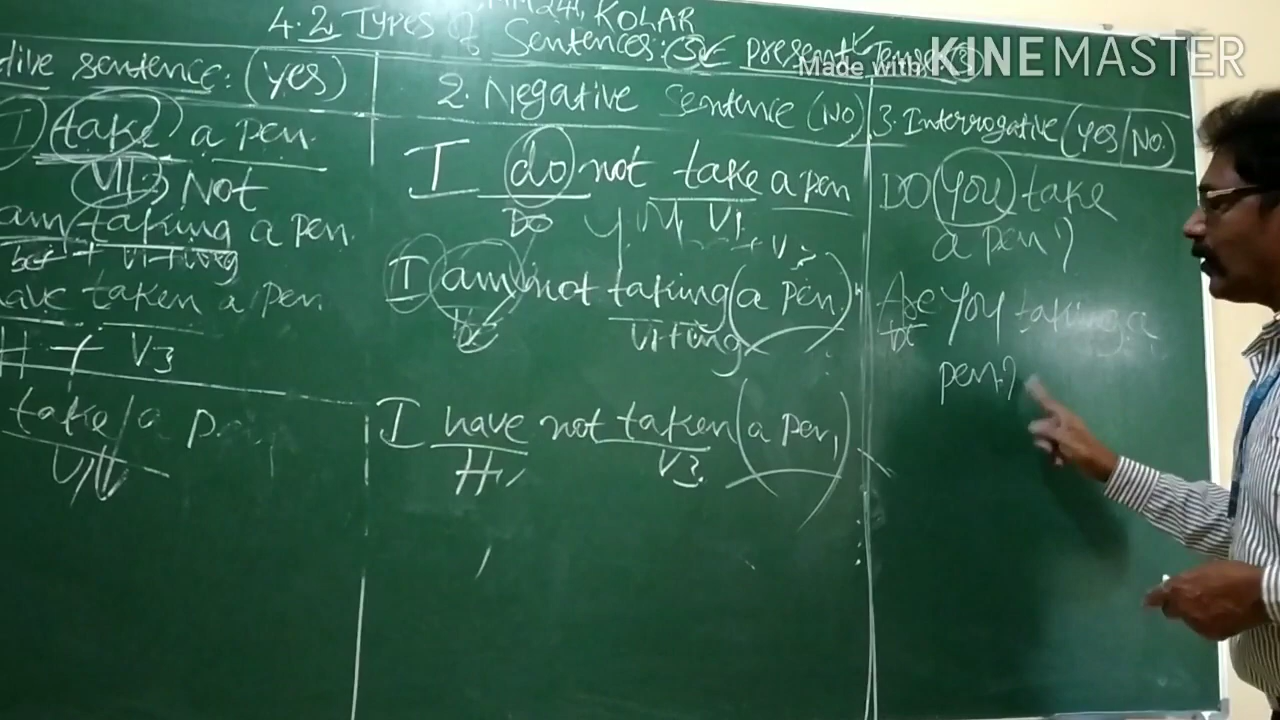 KOLAR
4.2 Types of Sentences: present Tense
Made with KINEMASTER
dive sentence: (Yes)
I take a pen.
V1 Not
am taking a pen.
be + V1+ing
have taken a pen.
H + V3
take a
2. Negative Sentence (No)
I do not take a pen
Do V1
+ V3
I am not taking (a pen)
be V1+ing
I have not taken (a pen)
H V3
3. Interrogative (Yes/No.)
DO You take
a pen?
Are You taking a
be
pen?